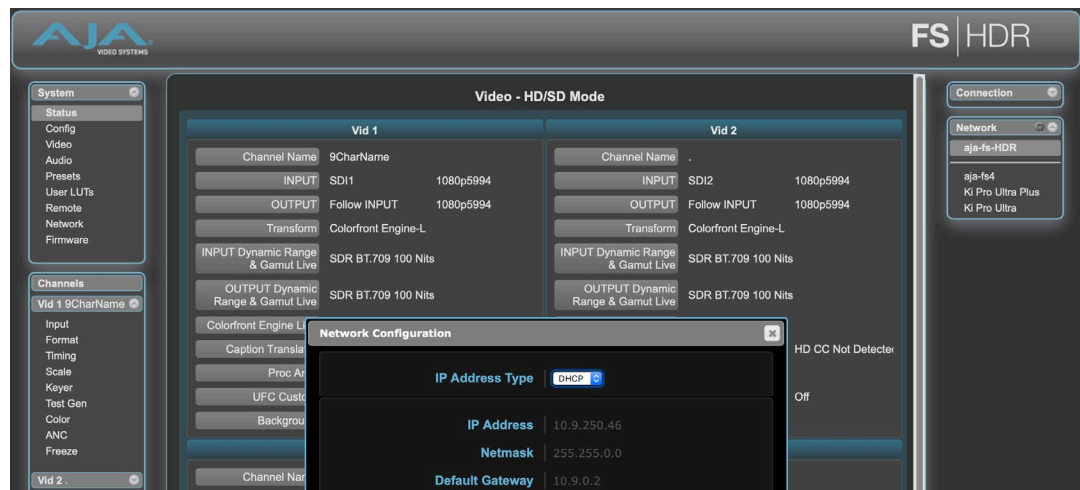 AJA
VIDEO SYSTEMS
FS HDR
System
Status
Config
Video
Audio
Presets
User LUTs
Remote
Network
Firmware
Channels
Vid 1 9CharName
Input
Format
Timing
Scale
Keyer
Test Gen
Color
ANC
Freeze
Vid 2 .
Video - HD/SD Mode
Vid 1
Channel Name 9CharName
INPUT SDI1 1080p5994
OUTPUT Follow INPUT 1080p5994
Transform Colorfront Engine-L
INPUT Dynamic Range
& Gamut Live SDR BT.709 100 Nits
OUTPUT Dynamic
Range & Gamut Live SDR BT.709 100 Nits
Colorfront Engine
Caption
Proc
UFC
Vid 2
Channel Name .
INPUT SDI2 1080p5994
OUTPUT Follow INPUT 1080p5994
Transform Colorfront Engine-L
INPUT Dynamic Range
& Gamut Live SDR BT.709 100 Nits
OUTPUT Dynamic
Range & Gamut Live SDR BT.709 100 Nits
HD CC Not
Off
Network Configuration
IP Address Type DHCP
IP Address 10.9.250.46
Netmask 255.255.0.0
Default Gateway 10.9.0.2
Channel
Connection
Network
aja-fs-HDR
aja-fs4
Ki Pro Ultra Plus
Ki Pro Ultra